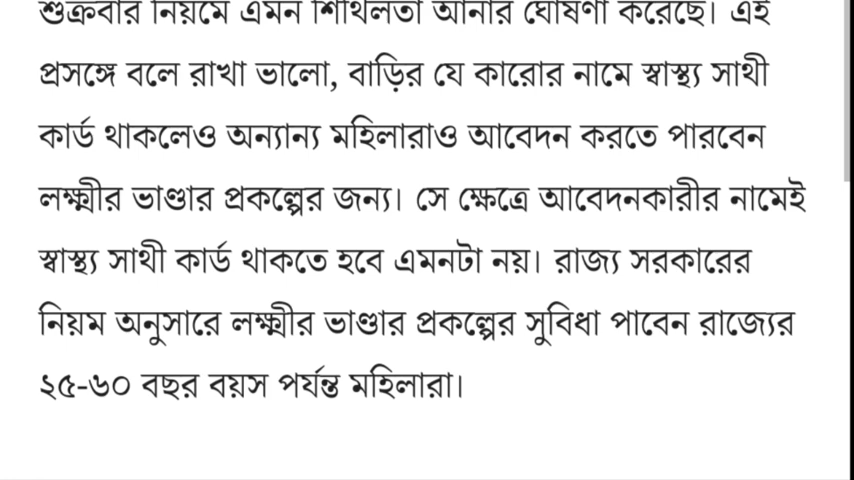 শুক্রবার নিয়মে এমন শিথিলতা আনার ঘোষণা করেছে। এই
প্রসঙ্গে বলে রাখা ভালো, বাড়ির যে কারোর নামে স্বাস্থ্য সাথী
কার্ড থাকলেও অন্যান্য মহিলারাও আবেদন করতে পারবেন
লক্ষ্মীর ভাণ্ডার প্রকল্পের জন্য। সে ক্ষেত্রে আবেদনকারীর নামেই
স্বাস্থ্য সাথী কার্ড থাকতে হবে এমনটা নয়। রাজ্য সরকারের
নিয়ম অনুসারে লক্ষ্মীর ভাণ্ডার প্রকল্পের সুবিধা পাবেন রাজ্যের
২৫-৬০ বছর বয়স পর্যন্ত মহিলারা।